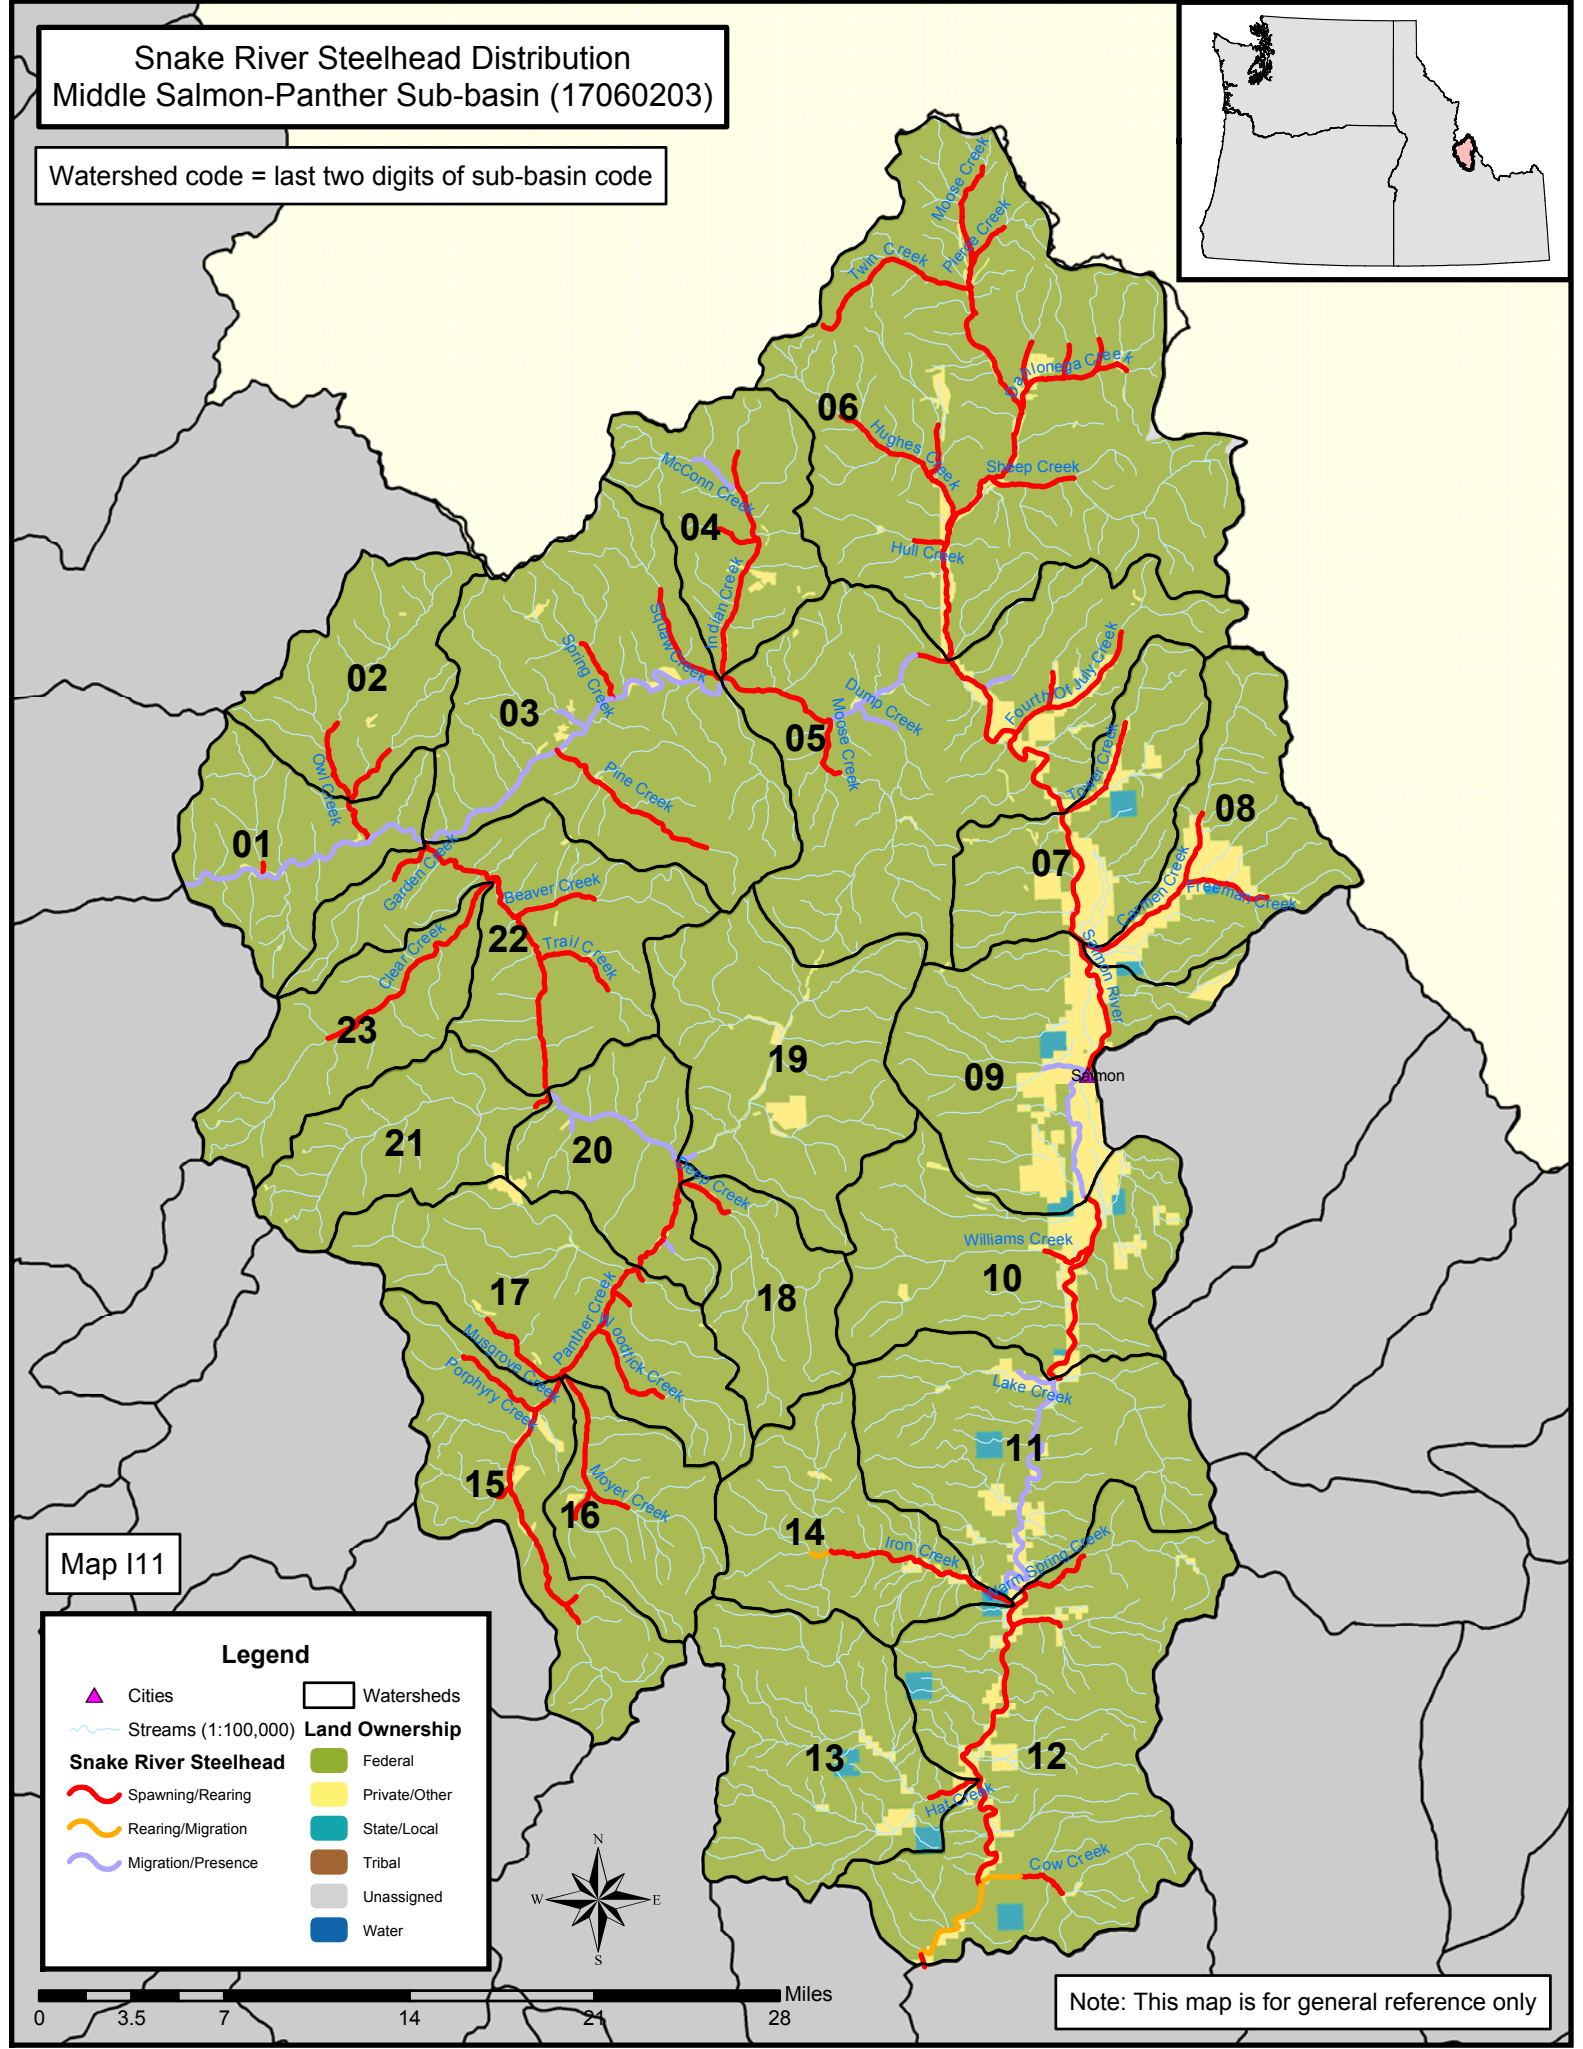 Snake River Steelhead Distribution
Middle Salmon-Panther Sub-basin (17060203)
Watershed code = last two digits of sub-basin code
Moose Creek
Pierce Creek
Twin Creek
Dahlonega Creek
06
Hughes Creek
Sheep Creek
McConn Creek
04
Hull Creek
Indian Creek
Squaw Creek
Spring Creek
02
03
Fourth Of July Creek
Dump Creek
05
Moose Creek
Tower Creek
Owl Creek
Pine Creek
08
01
07
Garden Creek
Carmen Creek
Freeman Creek
Beaver Creek
22
Trail Creek
Clear Creek
Salmon River
23
19
09
Salmon
21
20
Deep Creek
Williams Creek
10
17
18
Panther Creek
Woodtick Creek
Musgrove Creek
Porphyry Creek
Lake Creek
11
15
16
Moyer Creek
14
Iron Creek
Warm Spring Creek
Map I11
13
12
Hat Creek
Cow Creek
Legend
Cities
Watersheds
Streams (1:100,000)
Land Ownership
Snake River Steelhead
Federal
Spawning/Rearing
Private/Other
Rearing/Migration
State/Local
Migration/Presence
Tribal
Unassigned
Water
N
W
E
S
Miles
0 3.5 7 14 21 28
Note: This map is for general reference only